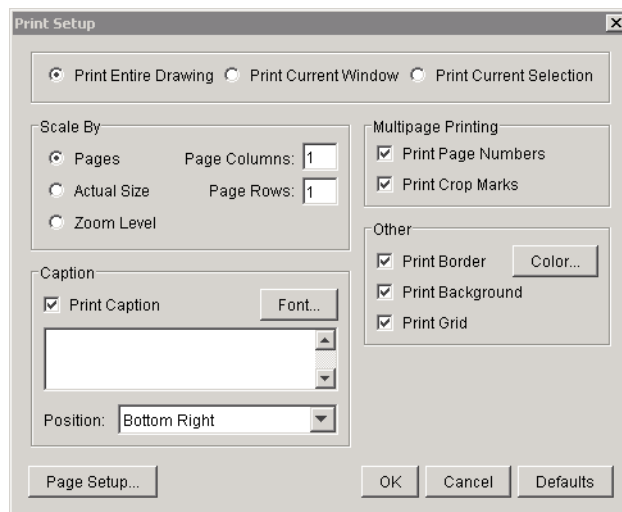 Print Setup
Print Entire Drawing Print Current Window Print Current Selection
Scale By
Pages Page Columns: 1
Actual Size Page Rows: 1
Zoom Level
Multipage Printing
Print Page Numbers
Print Crop Marks
Other
Print Border Color...
Print Background
Print Grid
Caption
Print Caption Font...
Position: Bottom Right
Page Setup... OK Cancel Defaults